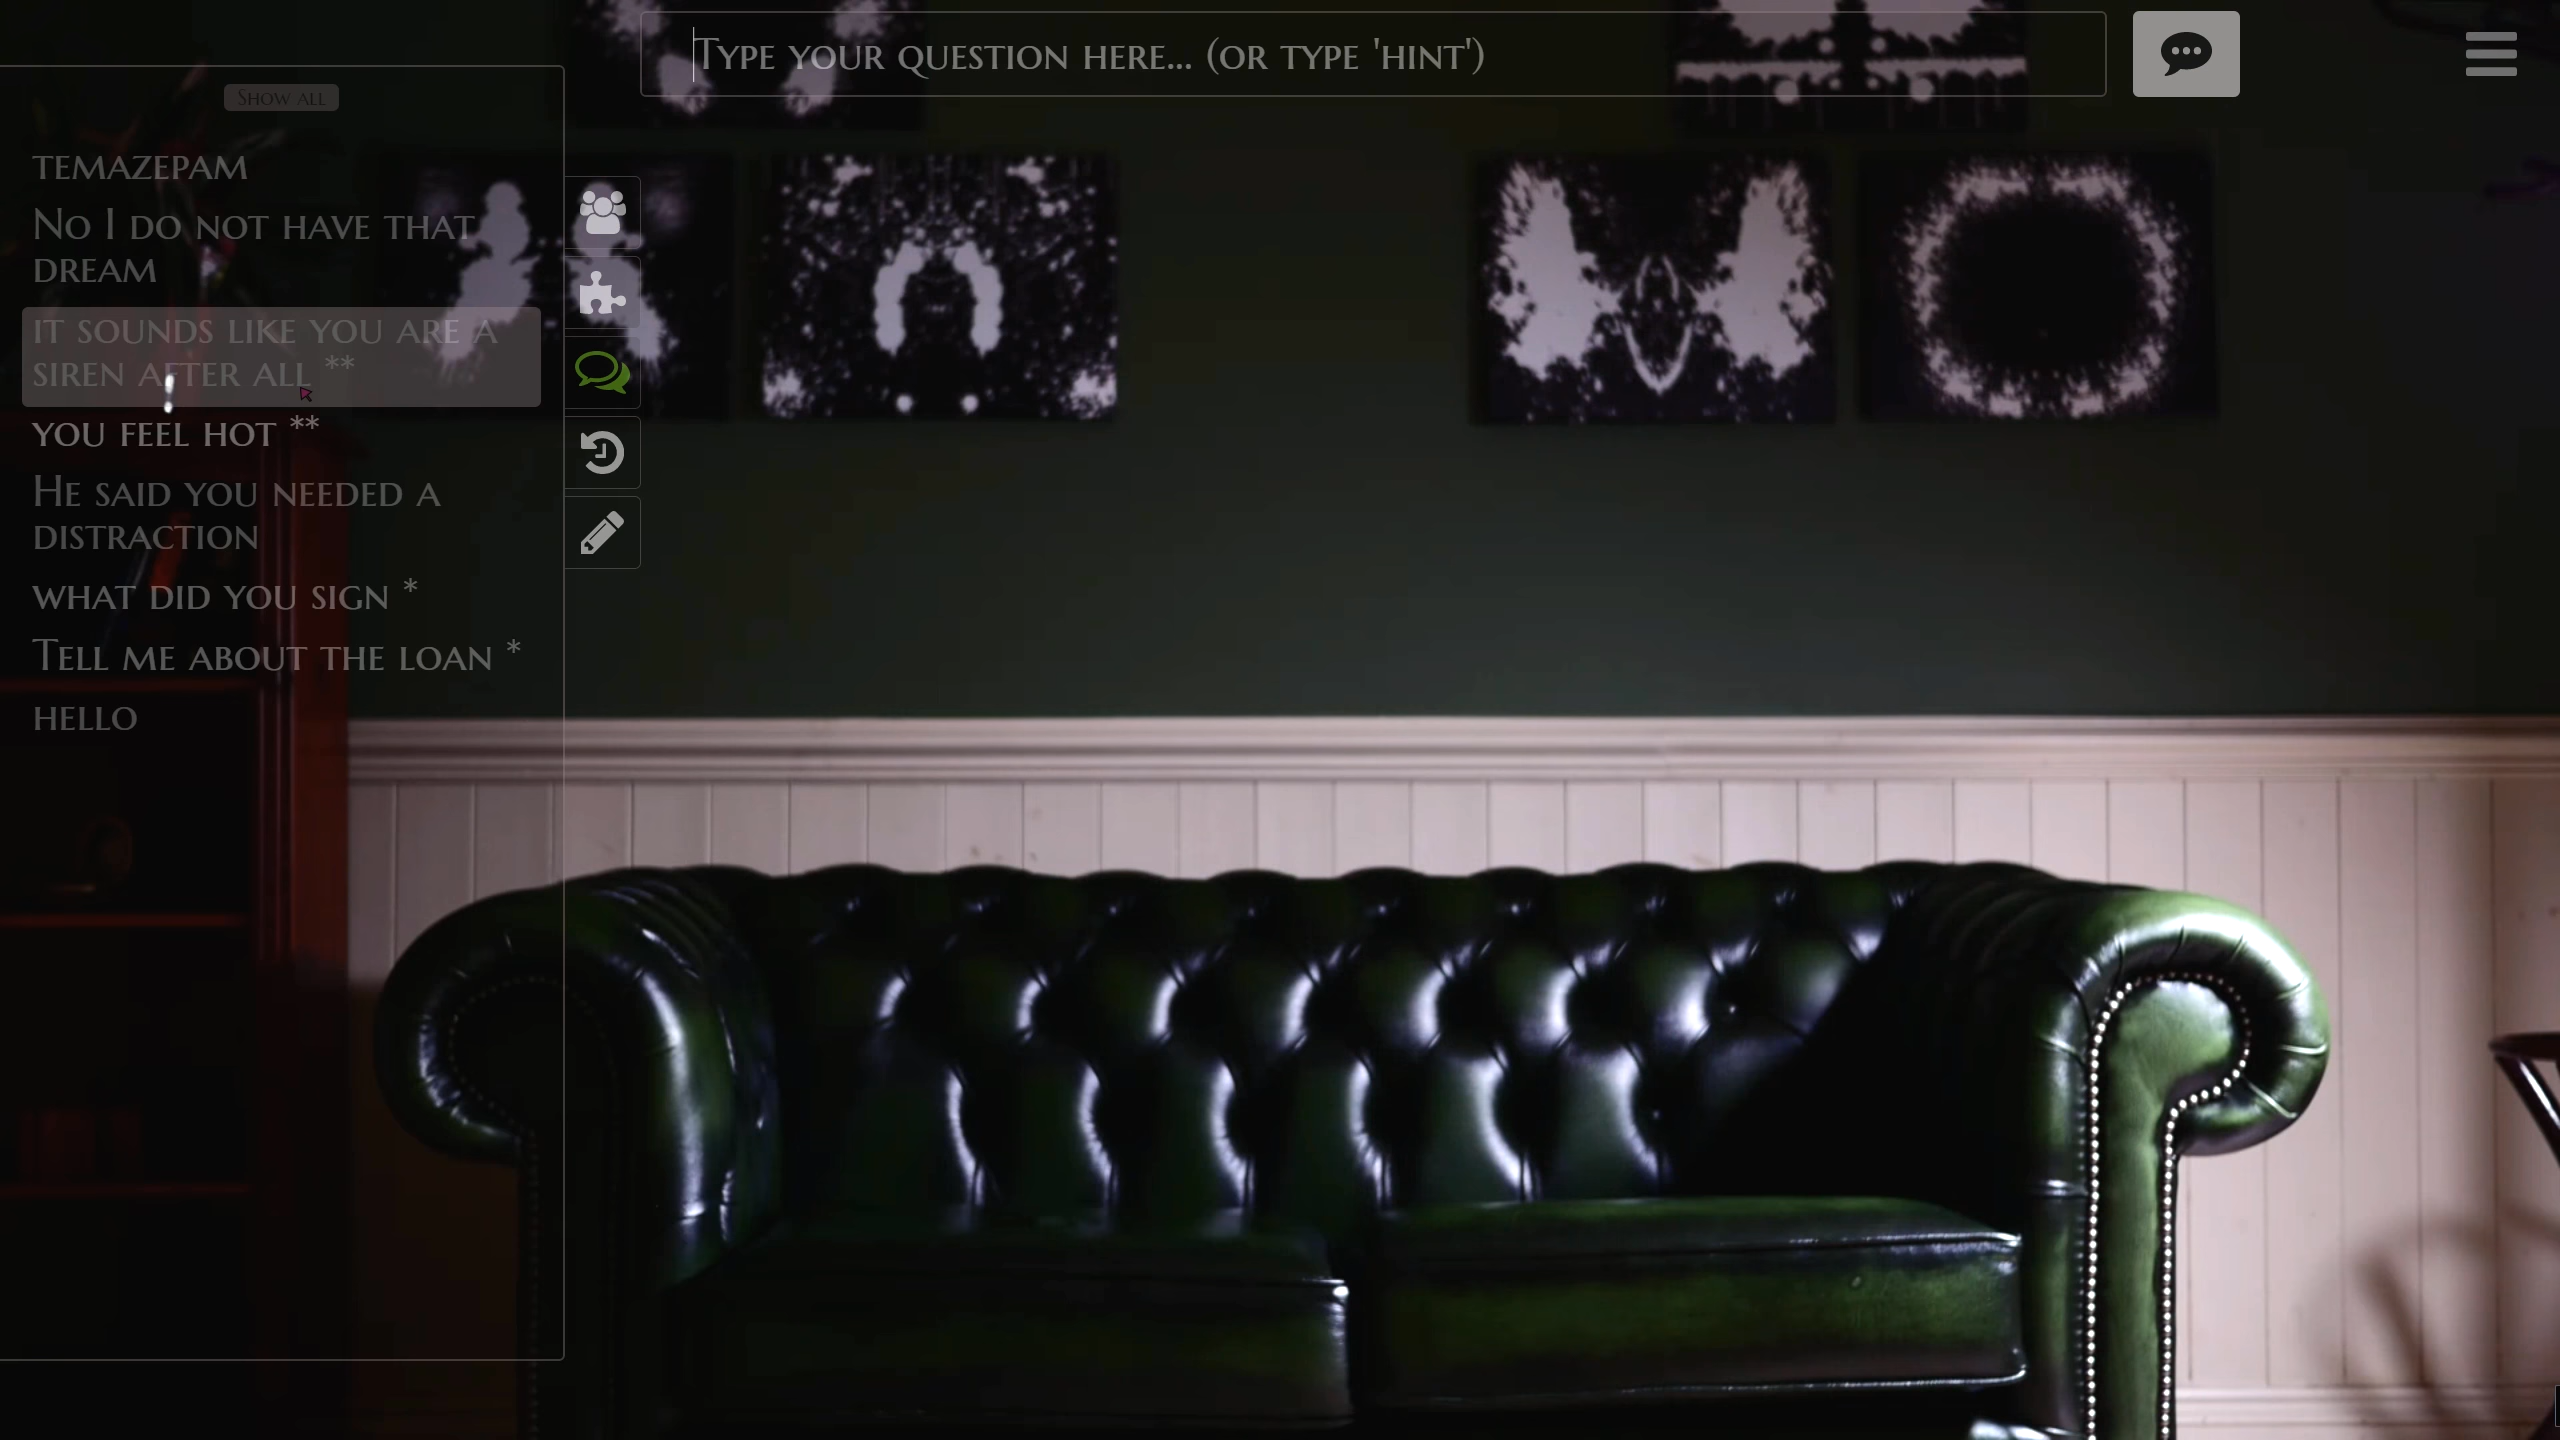 Type your question here... (or type 'hint')
Show all
temazepam
No I do not have that
dream
it sounds like you are a
siren after all **
you feel hot **
He said you needed a
distraction
what did you sign *
Tell me about the loan *
hello